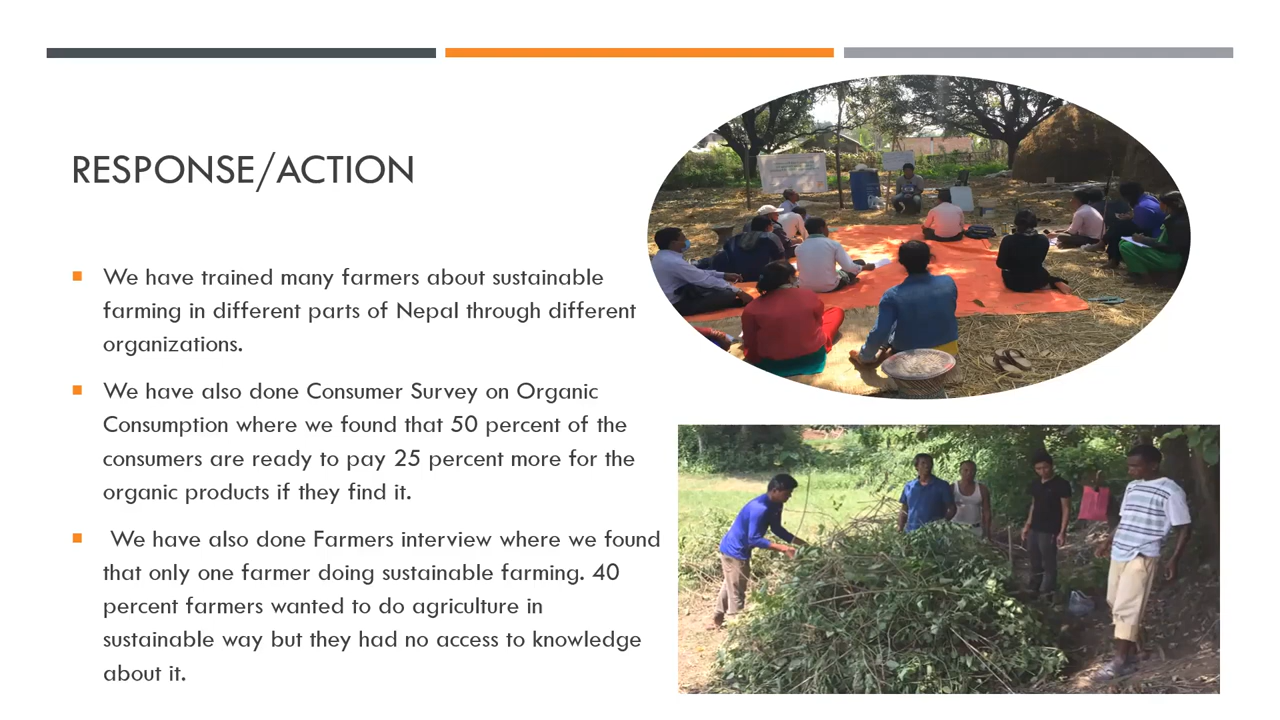 RESPONSE/ACTION
We have trained many farmers about sustainable
farming in different parts of Nepal through different
organizations.
We have also done Consumer Survey on Organic
Consumption where we found that 50 percent of the
consumers are ready to pay 25 percent more for the
organic products if they find it.
We have also done Farmers interview where we found
that only one farmer doing sustainable farming. 40
percent farmers wanted to do agriculture in
sustainable way but they had no access to knowledge
about it.